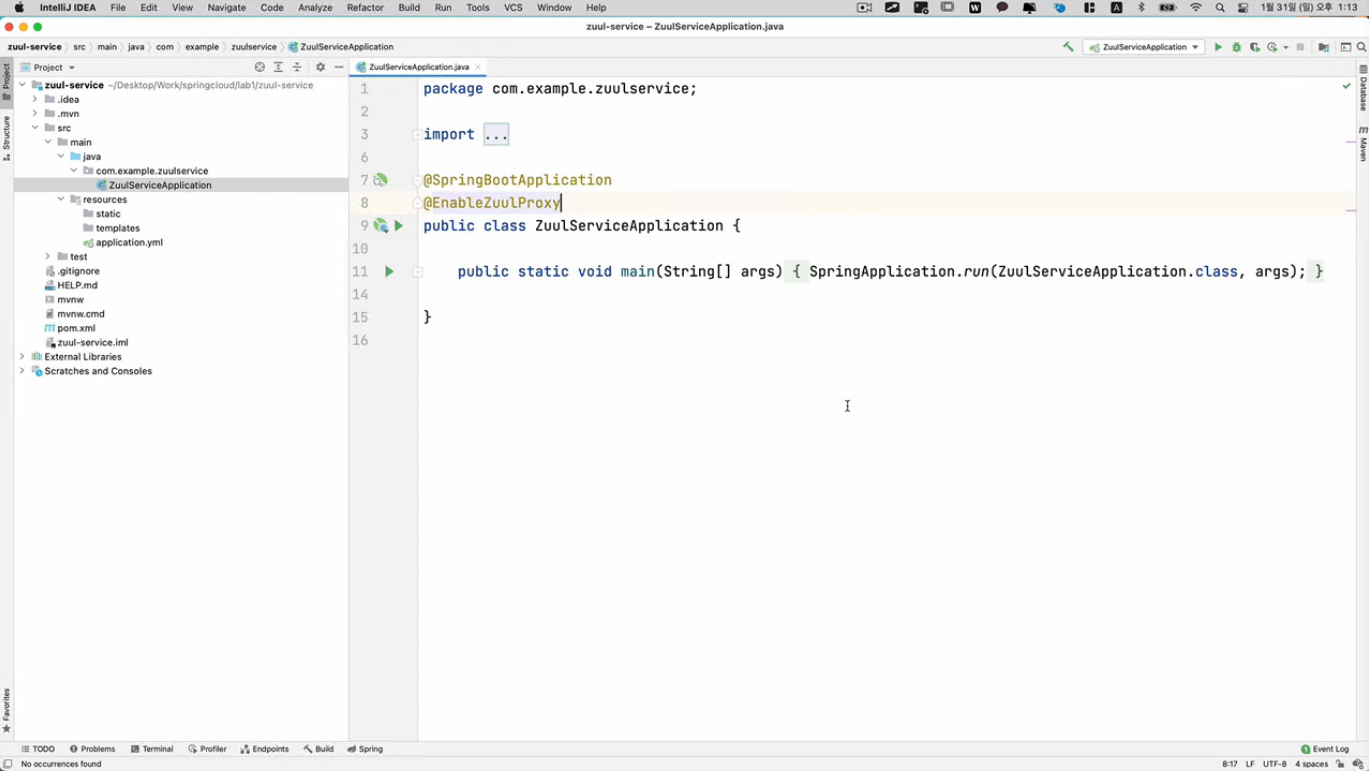 IntelliJ IDEA File Edit View Navigate Code Analyze Refactor Build Run Tools VCS Window Help 1월 31일 (일) 오후 1:13
zuul-service – ZuulServiceApplication.java
zuul-service src main java com example zuulservice ZuulServiceApplication ZuulServiceApplication
Project ZuulServiceApplication.java
zuul-service ~/Desktop/Work/springcloud/lab1/zuul-service
.idea
.mvn
src
main
java
com.example.zuulservice
ZuulServiceApplication
resources
static
templates
application.yml
test
.gitignore
HELP.md
mvnw
mvnw.cmd
pom.xml
zuul-service.iml
External Libraries
Scratches and Consoles
1 package com.example.zuulservice;
2
3 import ...
6
7 @SpringBootApplication
8 @EnableZuulProxy
9 public class ZuulServiceApplication {
10
11 public static void main(String[] args) { SpringApplication.run(ZuulServiceApplication.class, args); }
14
15 }
16
Project
Structure
Favorites
Database
Maven
TODO Problems Terminal Profiler Endpoints Build Spring Event Log
No occurrences found 8:17 LF UTF-8 4 spaces